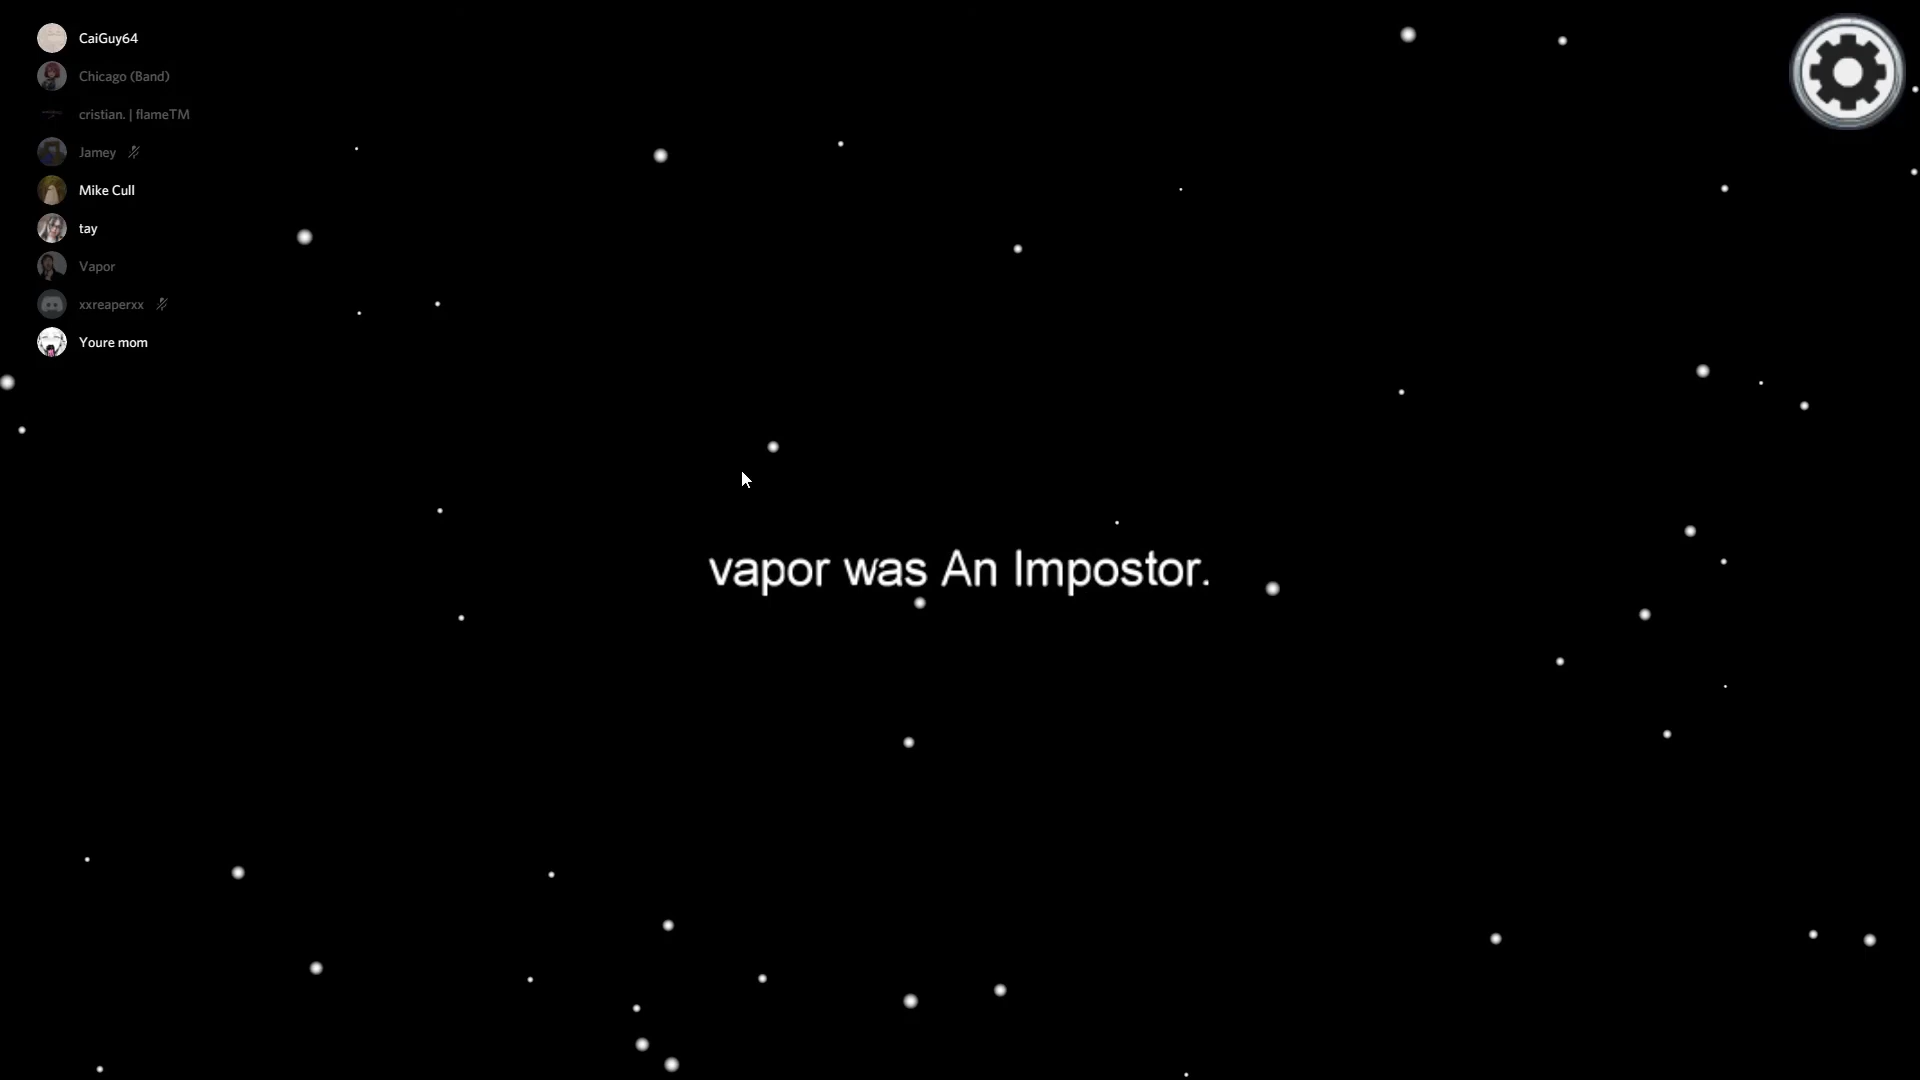 CaiGuy64
Chicago (Band)
cristian. | flameTM
Jamey
Mike Cull
tay
Vapor
xxreaperxx
Youre mom
vapor was An Impostor.